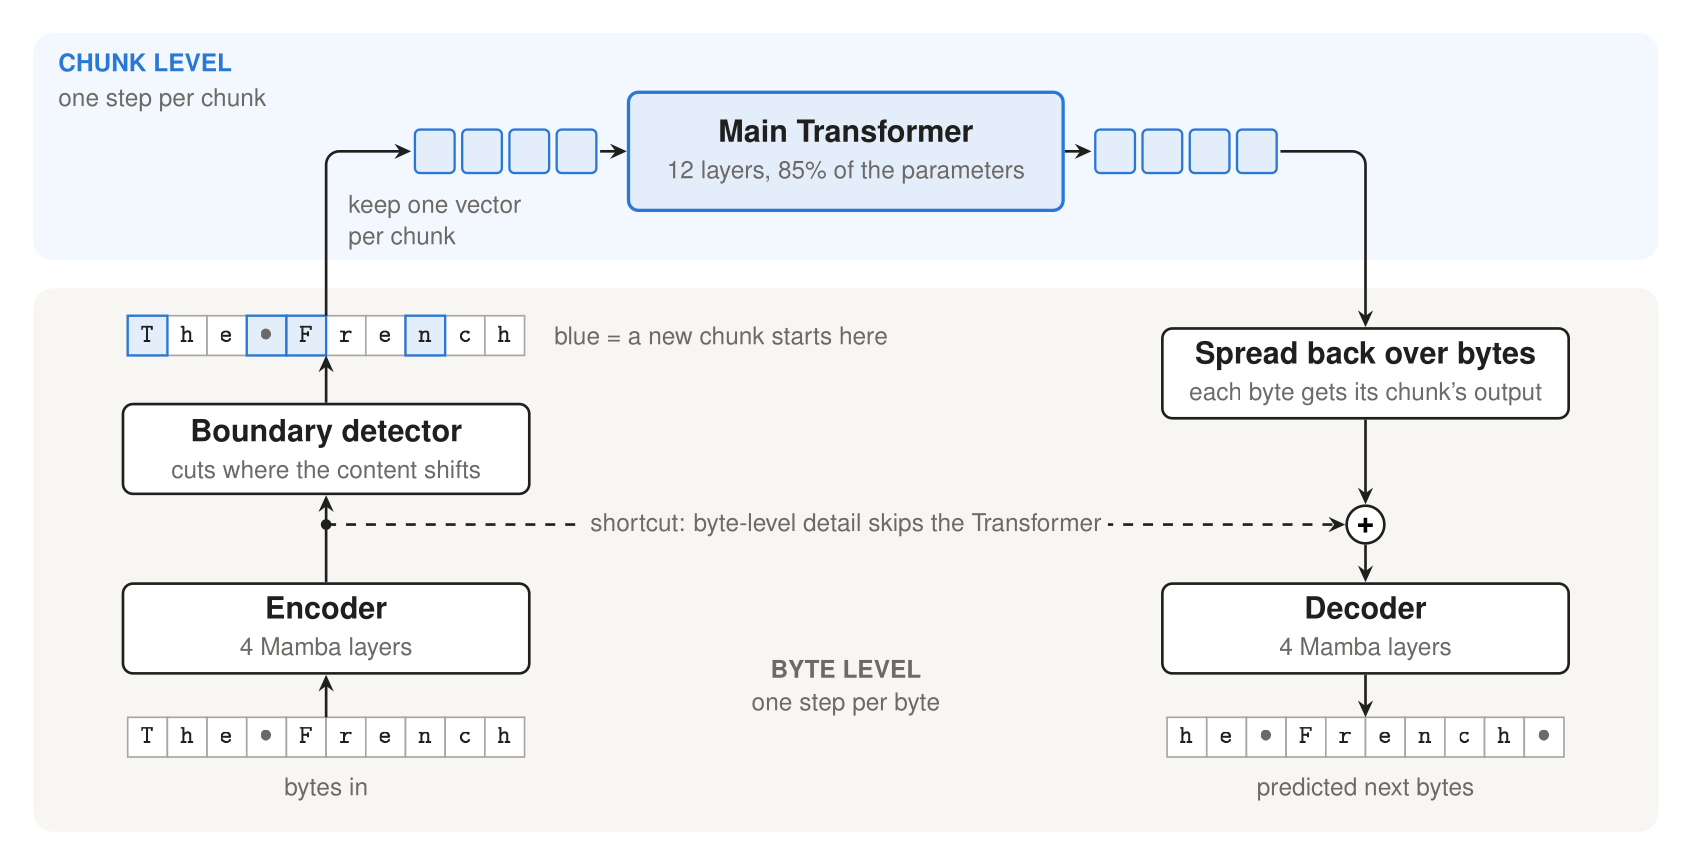 CHUNK LEVEL
one step per chunk
Main Transformer
12 layers, 85% of the parameters
keep one vector
per chunk
T h e • F r e n c h
blue = a new chunk starts here
Spread back over bytes
each byte gets its chunk’s output
Boundary detector
cuts where the content shifts
shortcut: byte-level detail skips the Transformer
+
Encoder
4 Mamba layers
Decoder
4 Mamba layers
BYTE LEVEL
one step per byte
T h e • F r e n c h
bytes in
h e • F r e n c h •
predicted next bytes